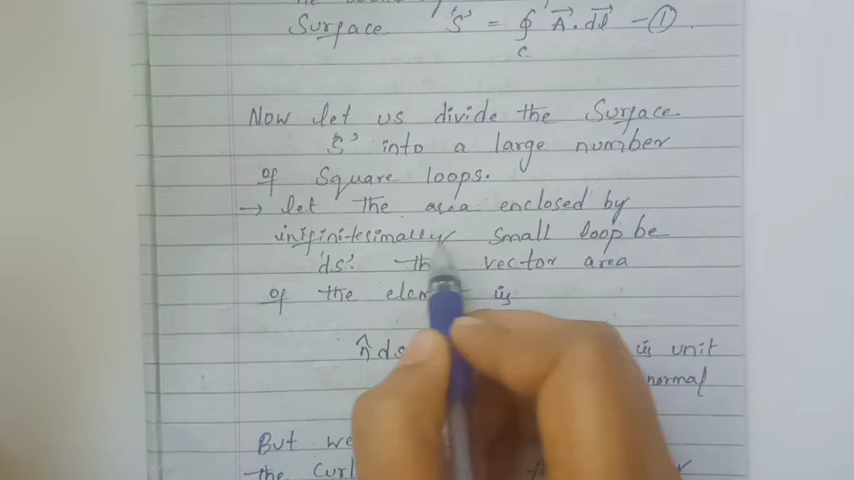 Surface 'S' = ∮ A⃗ . dl⃗ — ①
C
Now let us divide the Surface
'S' into a large number
of Square loops.
→ let the area enclosed by
infinitesimally small loop be
'ds'. the vector area
of the is
n̂ ds is unit
normal
But we
the Curl